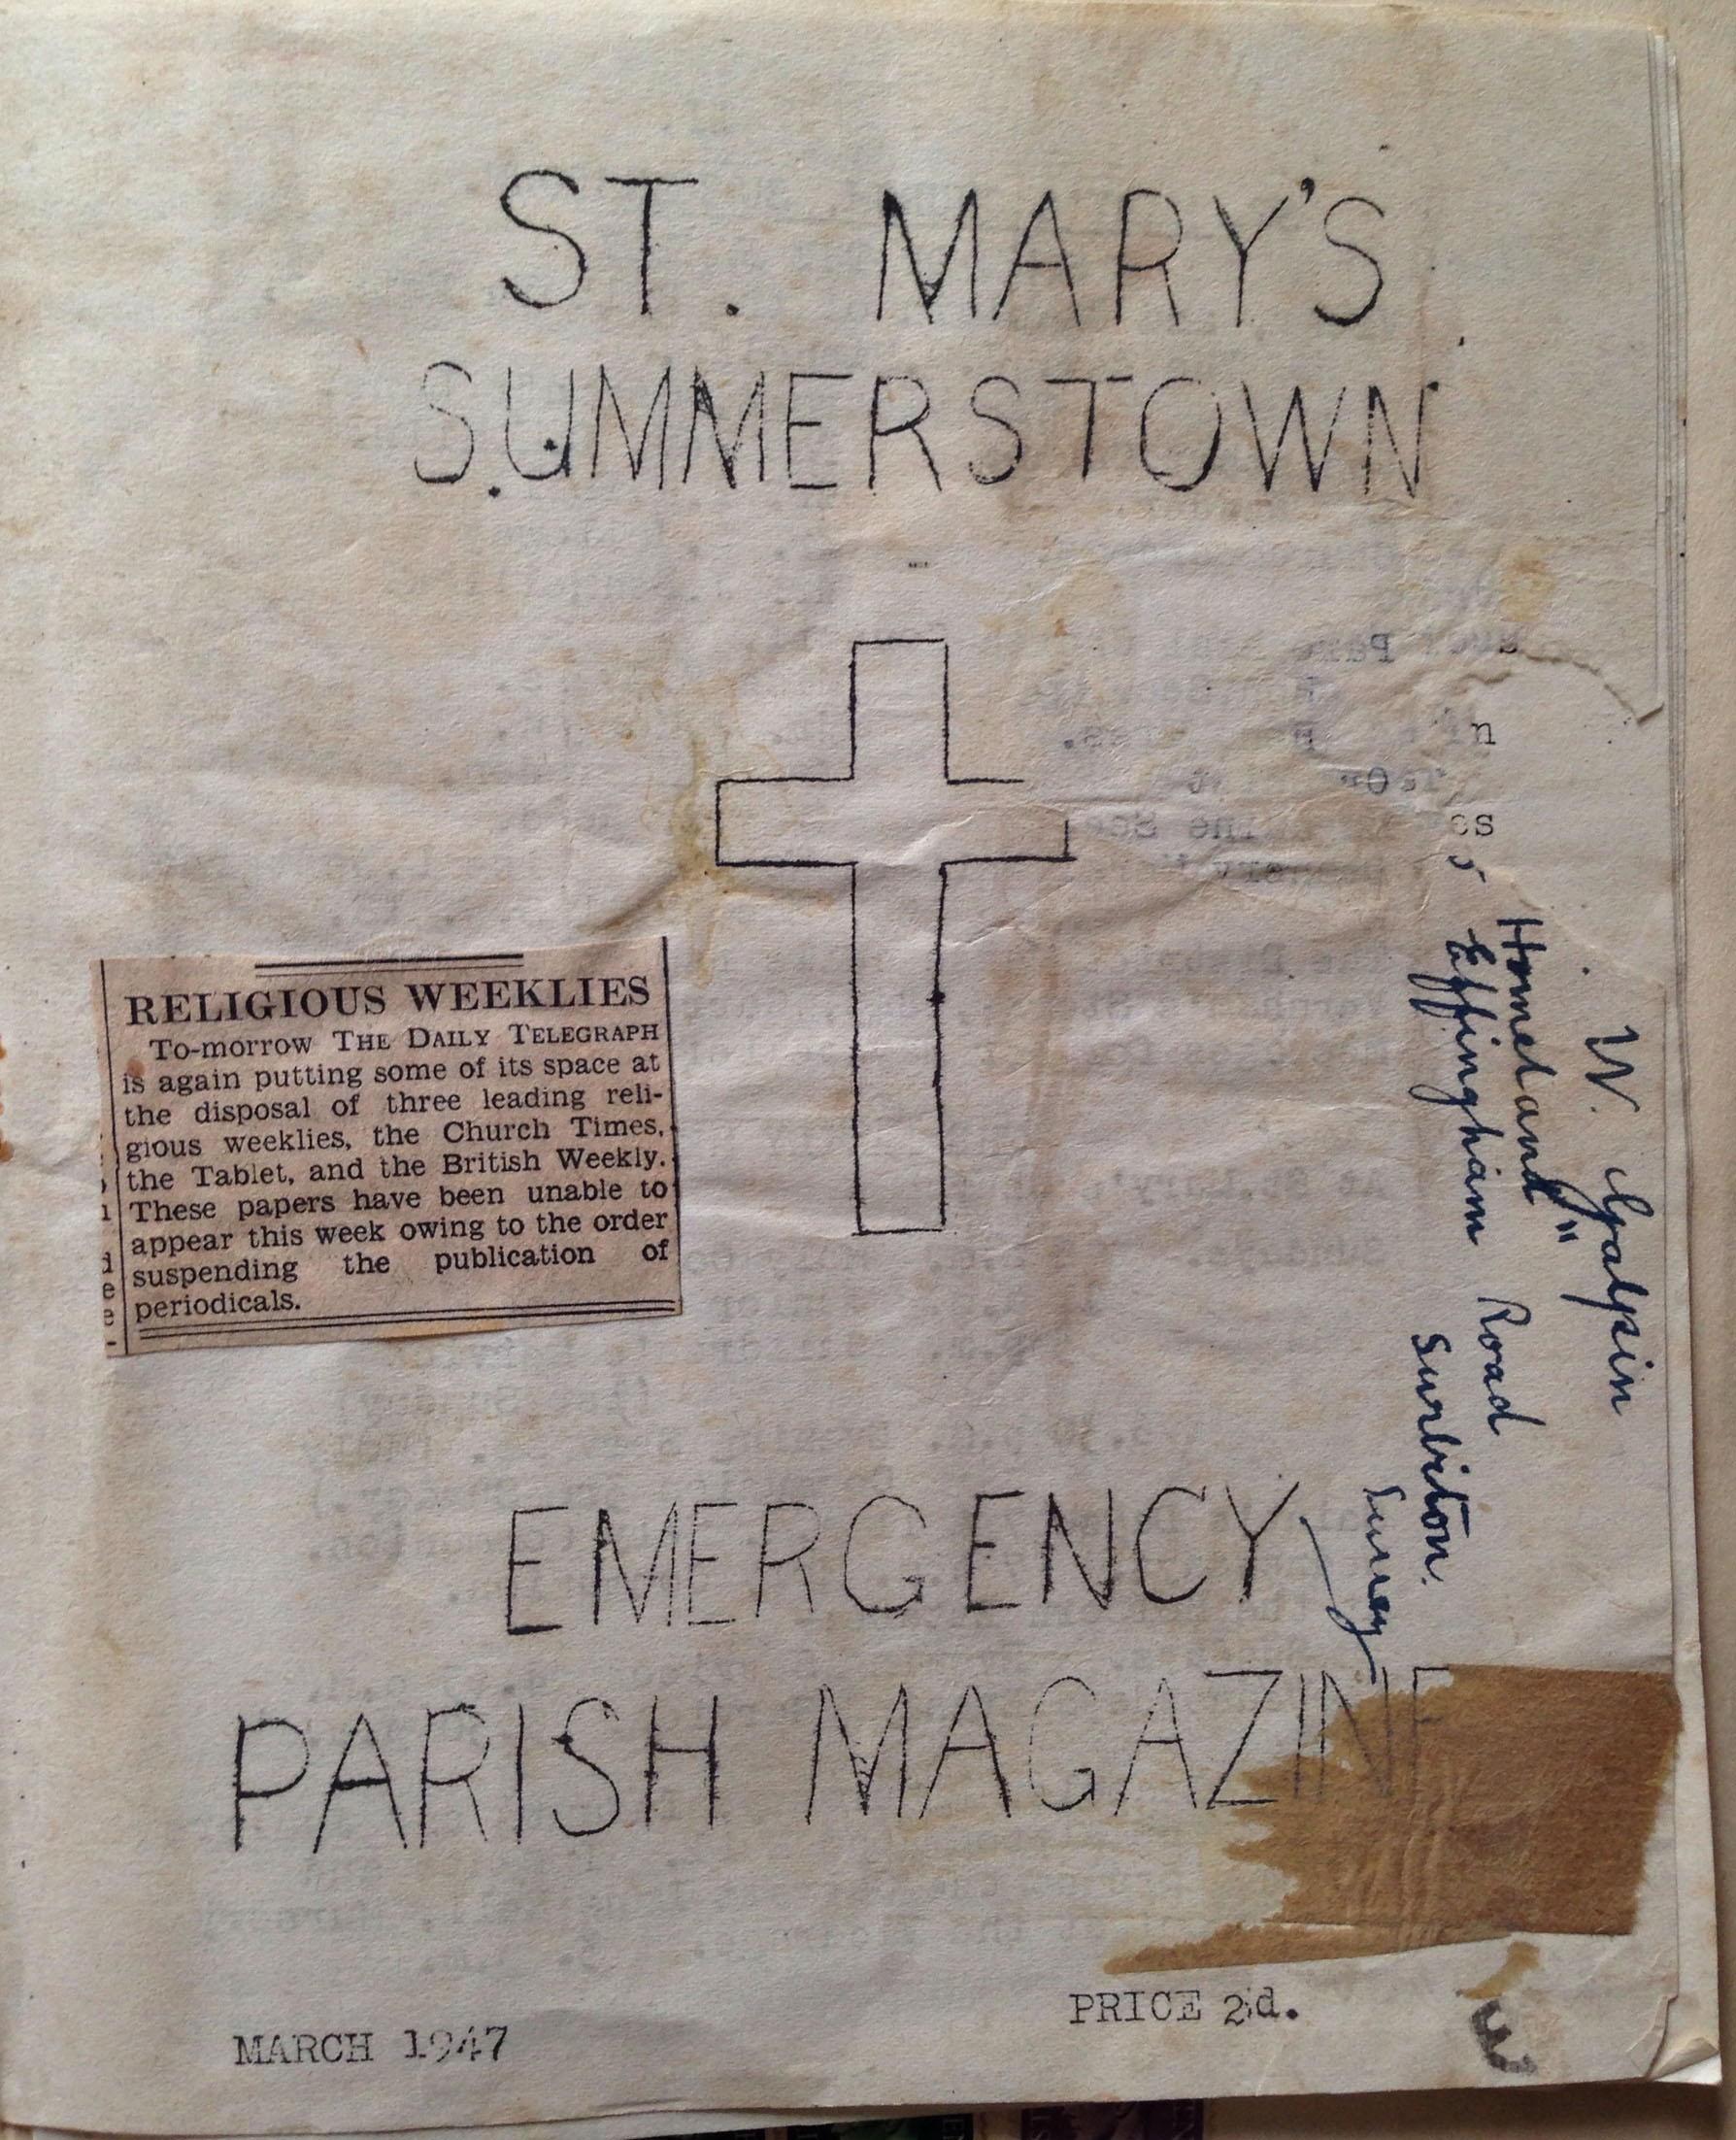 ST. MARY'S
SUMMERSTOWN
RELIGIOUS WEEKLIES
To-morrow THE DAILY TELEGRAPH
is again putting some of its space at
the disposal of three leading reli-
gious weeklies, the Church Times,
the Tablet, and the British Weekly.
These papers have been unable to
appear this week owing to the order
suspending the publication of
periodicals.
W. Galpin
Homeland"
Effingham Road
Surbiton.
Surrey
EMERGENCY
PARISH MAGAZINE
MARCH 1947
PRICE 2d.